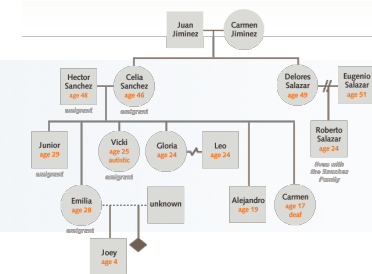 Juan
Jiminez
Carmen
Jiminez
Hector
Sanchez
age 48
emigrant
Celia
Sanchez
age 46
emigrant
Delores
Salazar
age 49
Eugenio
Salazar
age 51
Roberto
Salazar
age 24
lives with
the Sanchez
Family
Junior
age 29
emigrant
Vicki
age 25
autistic
emigrant
Gloria
age 24
Leo
age 24
Emilia
age 28
emigrant
unknown
Alejandro
age 19
Carmen
age 17
deaf
Joey
age 4